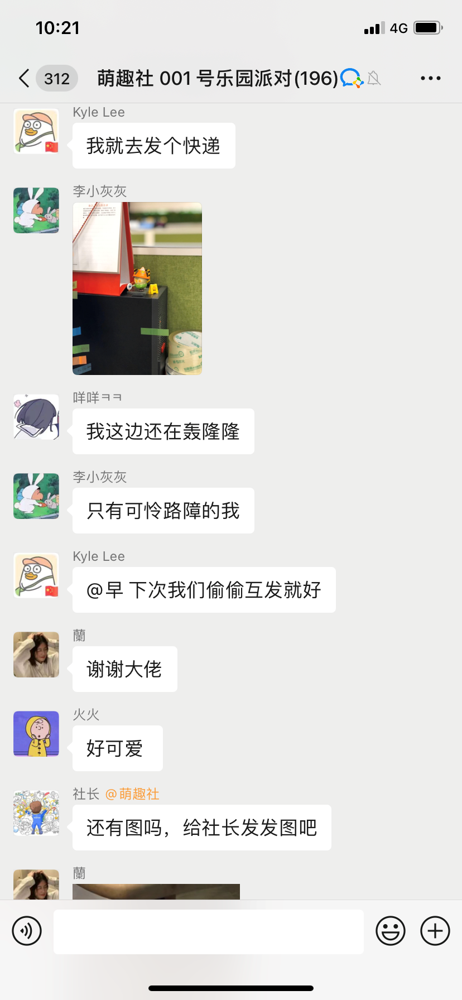 10:21
4G
312
萌趣社 001 号乐园派对(196)
Kyle Lee
我就去发个快递
李小灰灰
咩咩ㅋㅋ
我这边还在轰隆隆
李小灰灰
只有可怜路障的我
Kyle Lee
@早 下次我们偷偷互发就好
蘭
谢谢大佬
火火
好可爱
社长 @萌趣社
还有图吗，给社长发发图吧
蘭